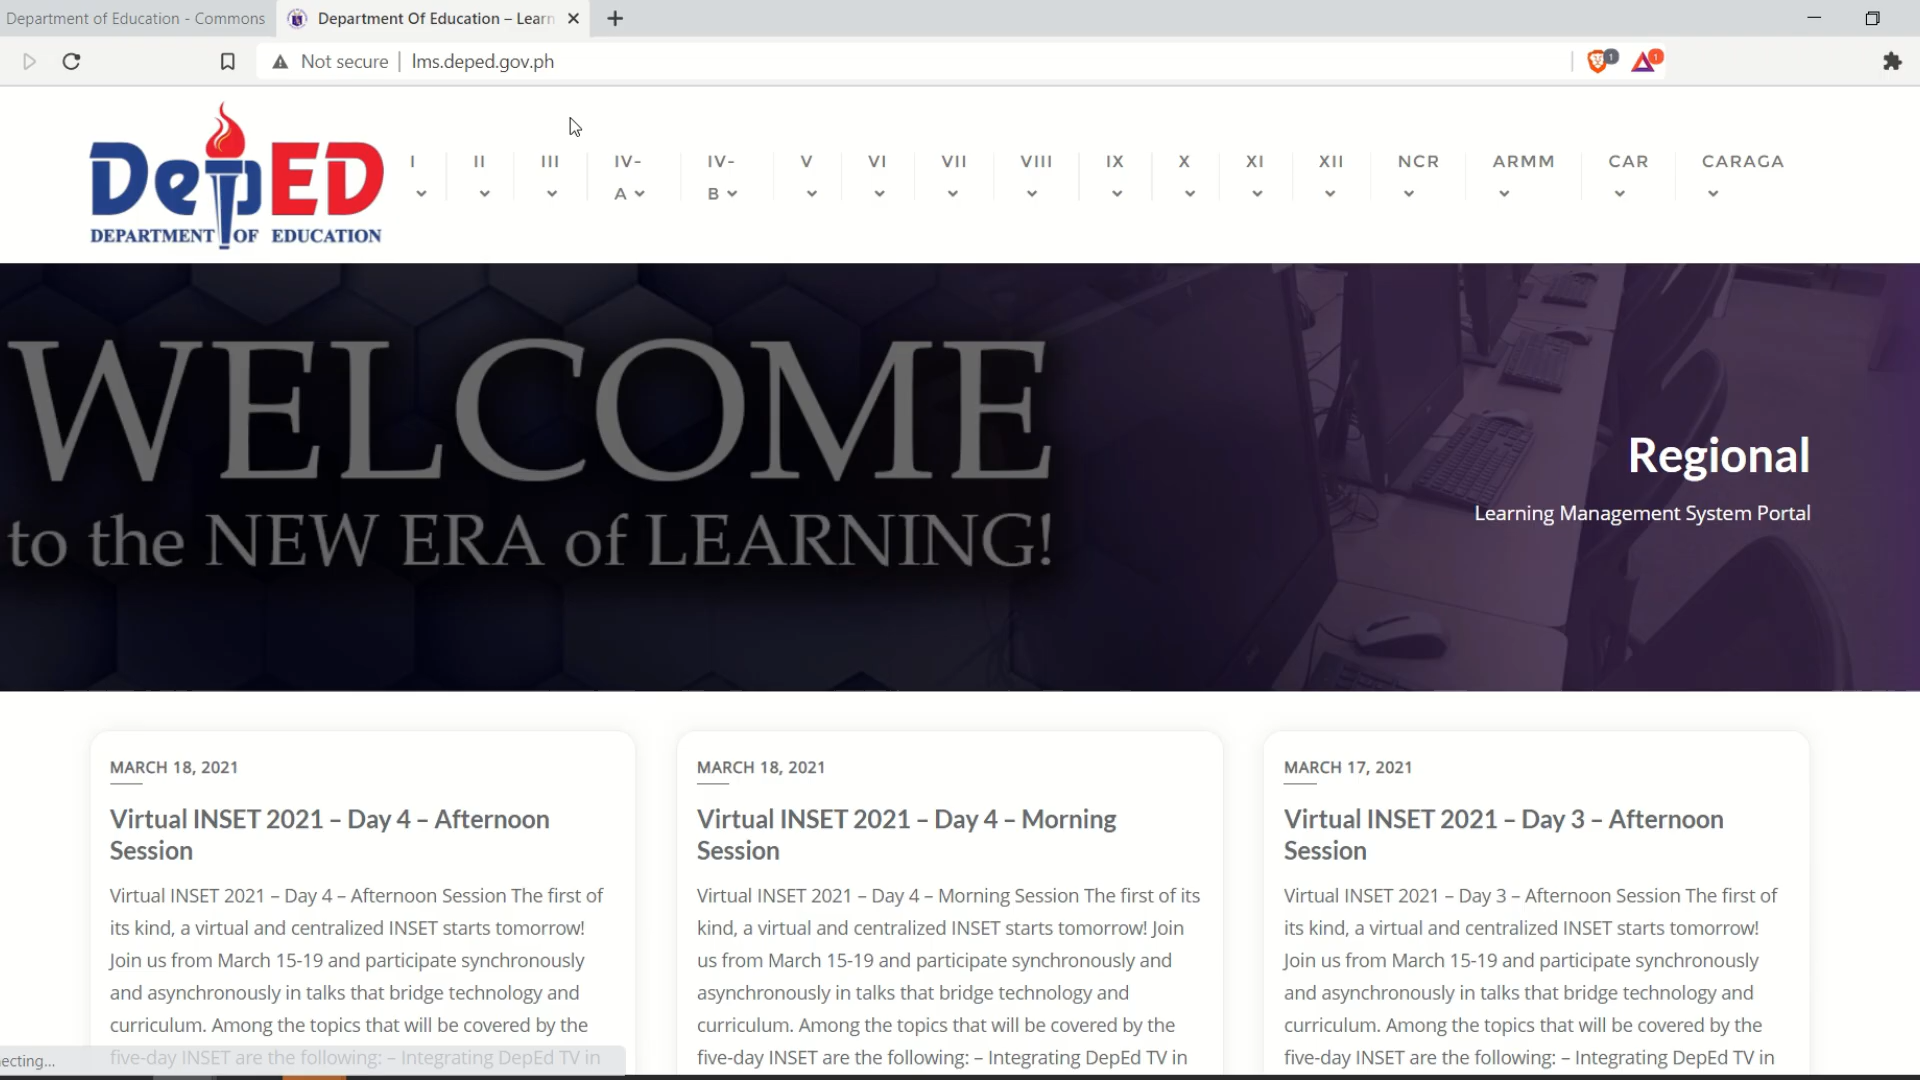 Department of Education - Commons
Department Of Education – Learn
Not secure
lms.deped.gov.ph
1
1
DepED
DEPARTMENT OF EDUCATION
I
II
III
IV-
A
IV-
B
V
VI
VII
VIII
IX
X
XI
XII
NCR
ARMM
CAR
CARAGA
WELCOME
to the NEW ERA of LEARNING!
Regional
Learning Management System Portal
MARCH 18, 2021
Virtual INSET 2021 – Day 4 – Afternoon
Session
Virtual INSET 2021 – Day 4 – Afternoon Session The first of
its kind, a virtual and centralized INSET starts tomorrow!
Join us from March 15-19 and participate synchronously
and asynchronously in talks that bridge technology and
curriculum. Among the topics that will be covered by the
five-day INSET are the following: – Integrating DepEd TV in
MARCH 18, 2021
Virtual INSET 2021 – Day 4 – Morning
Session
Virtual INSET 2021 – Day 4 – Morning Session The first of its
kind, a virtual and centralized INSET starts tomorrow! Join
us from March 15-19 and participate synchronously and
asynchronously in talks that bridge technology and
curriculum. Among the topics that will be covered by the
five-day INSET are the following: – Integrating DepEd TV in
MARCH 17, 2021
Virtual INSET 2021 – Day 3 – Afternoon
Session
Virtual INSET 2021 – Day 3 – Afternoon Session The first of
its kind, a virtual and centralized INSET starts tomorrow!
Join us from March 15-19 and participate synchronously
and asynchronously in talks that bridge technology and
curriculum. Among the topics that will be covered by the
five-day INSET are the following: – Integrating DepEd TV in
ecting...